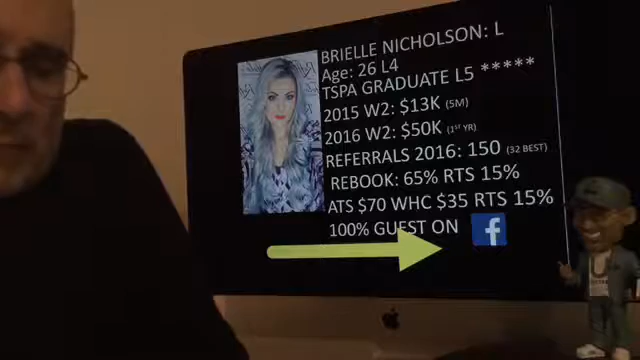 BRIELLE NICHOLSON: L
Age: 26 L4
TSPA GRADUATE L5 *****
2015 W2: $13K (5M)
2016 W2: $50K (1ST YR)
REFERRALS 2016: 150 (32 BEST)
REBOOK: 65% RTS 15%
ATS $70 WHC $35 RTS 15%
100% GUEST ON f